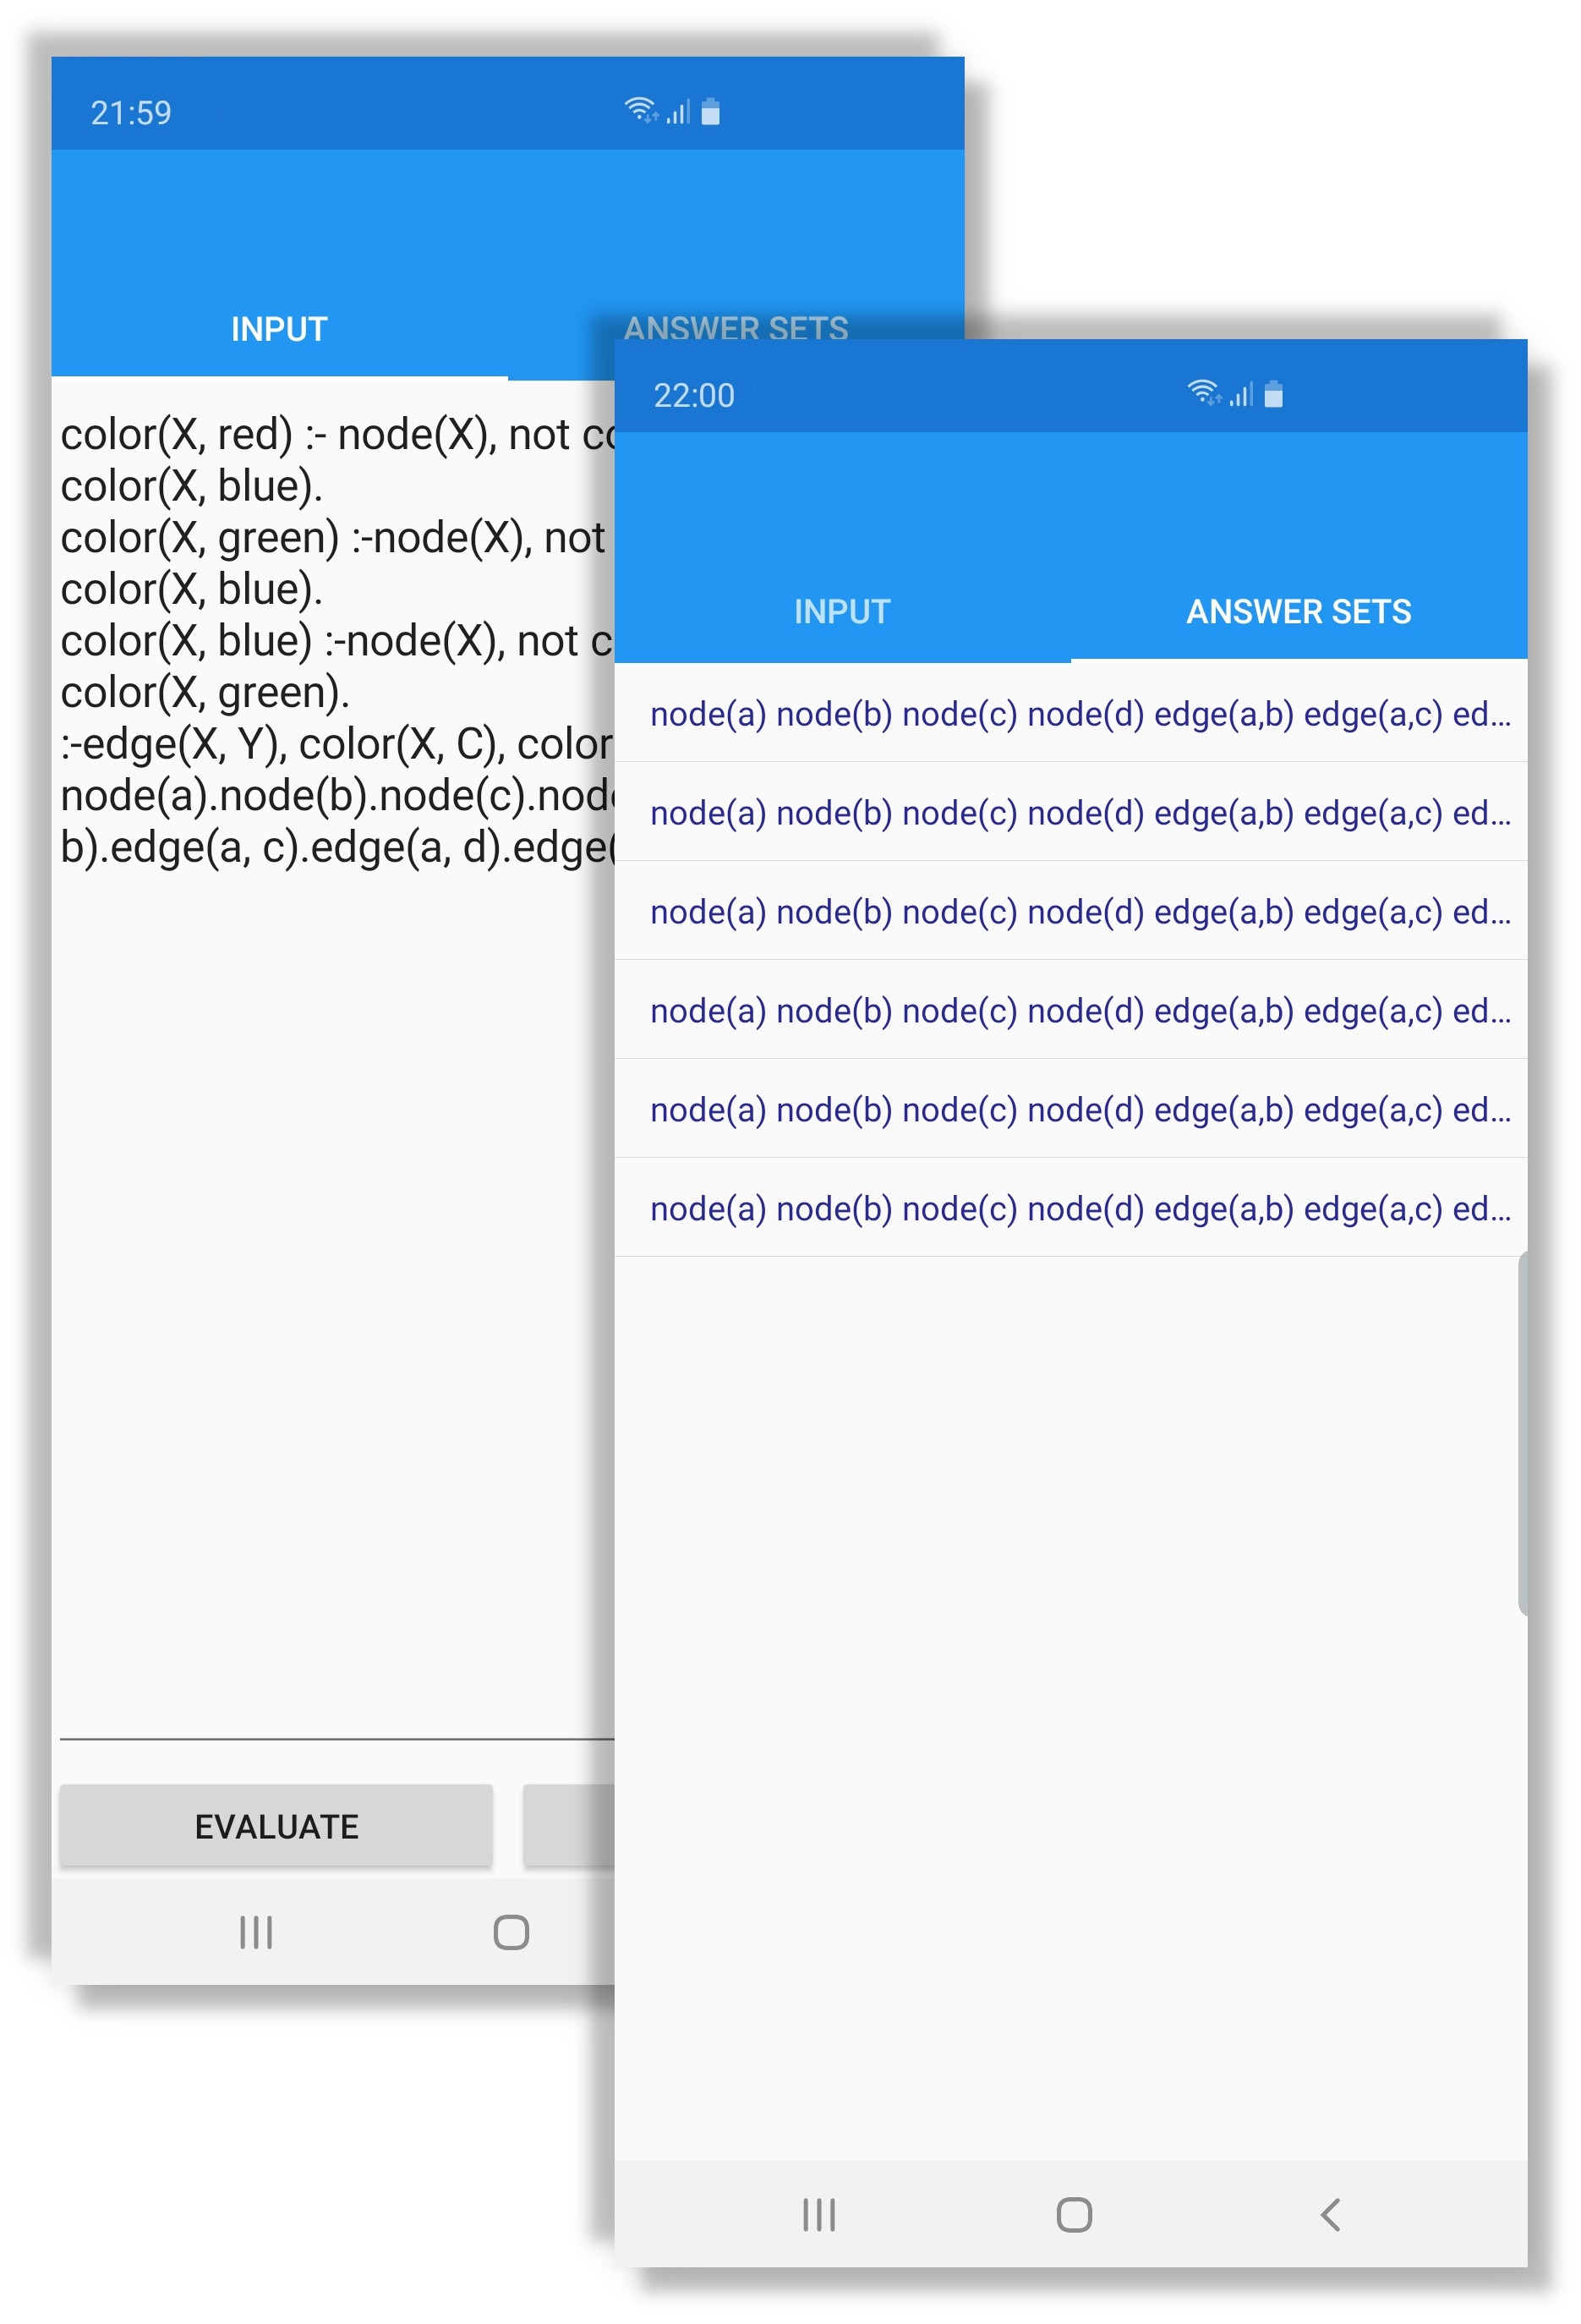 21:59
INPUT
ANSWER SETS
color(X, red) :- node(X), not
color(X, blue).
color(X, green) :-node(X), not
color(X, blue).
color(X, blue) :-node(X), not
color(X, green).
:-edge(X, Y), color(X, C), color
node(a).node(b).node(c).
b).edge(a, c).edge(a, d).edge(
EVALUATE
22:00
INPUT
ANSWER SETS
node(a) node(b) node(c) node(d) edge(a,b) edge(a,c) ed...
node(a) node(b) node(c) node(d) edge(a,b) edge(a,c) ed...
node(a) node(b) node(c) node(d) edge(a,b) edge(a,c) ed...
node(a) node(b) node(c) node(d) edge(a,b) edge(a,c) ed...
node(a) node(b) node(c) node(d) edge(a,b) edge(a,c) ed...
node(a) node(b) node(c) node(d) edge(a,b) edge(a,c) ed...